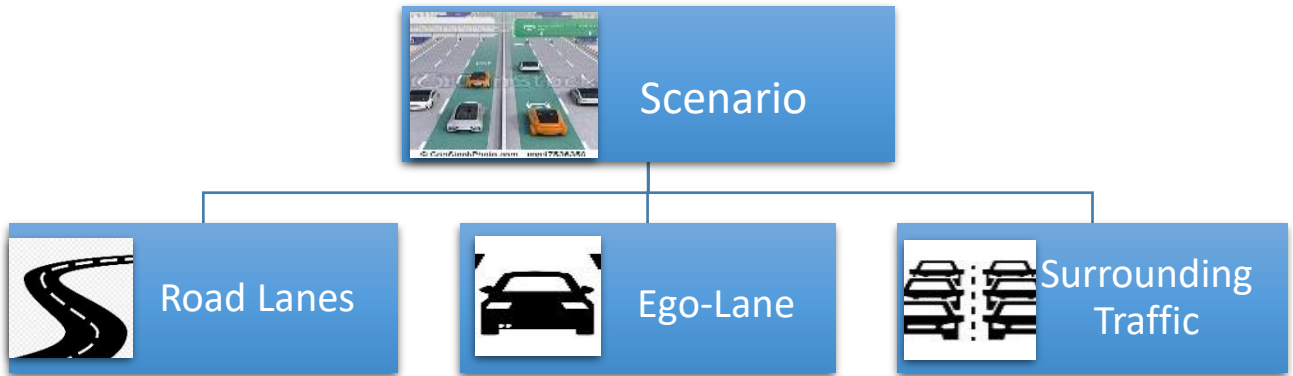 Scenario
Road Lanes
Ego-Lane
Surrounding
Traffic